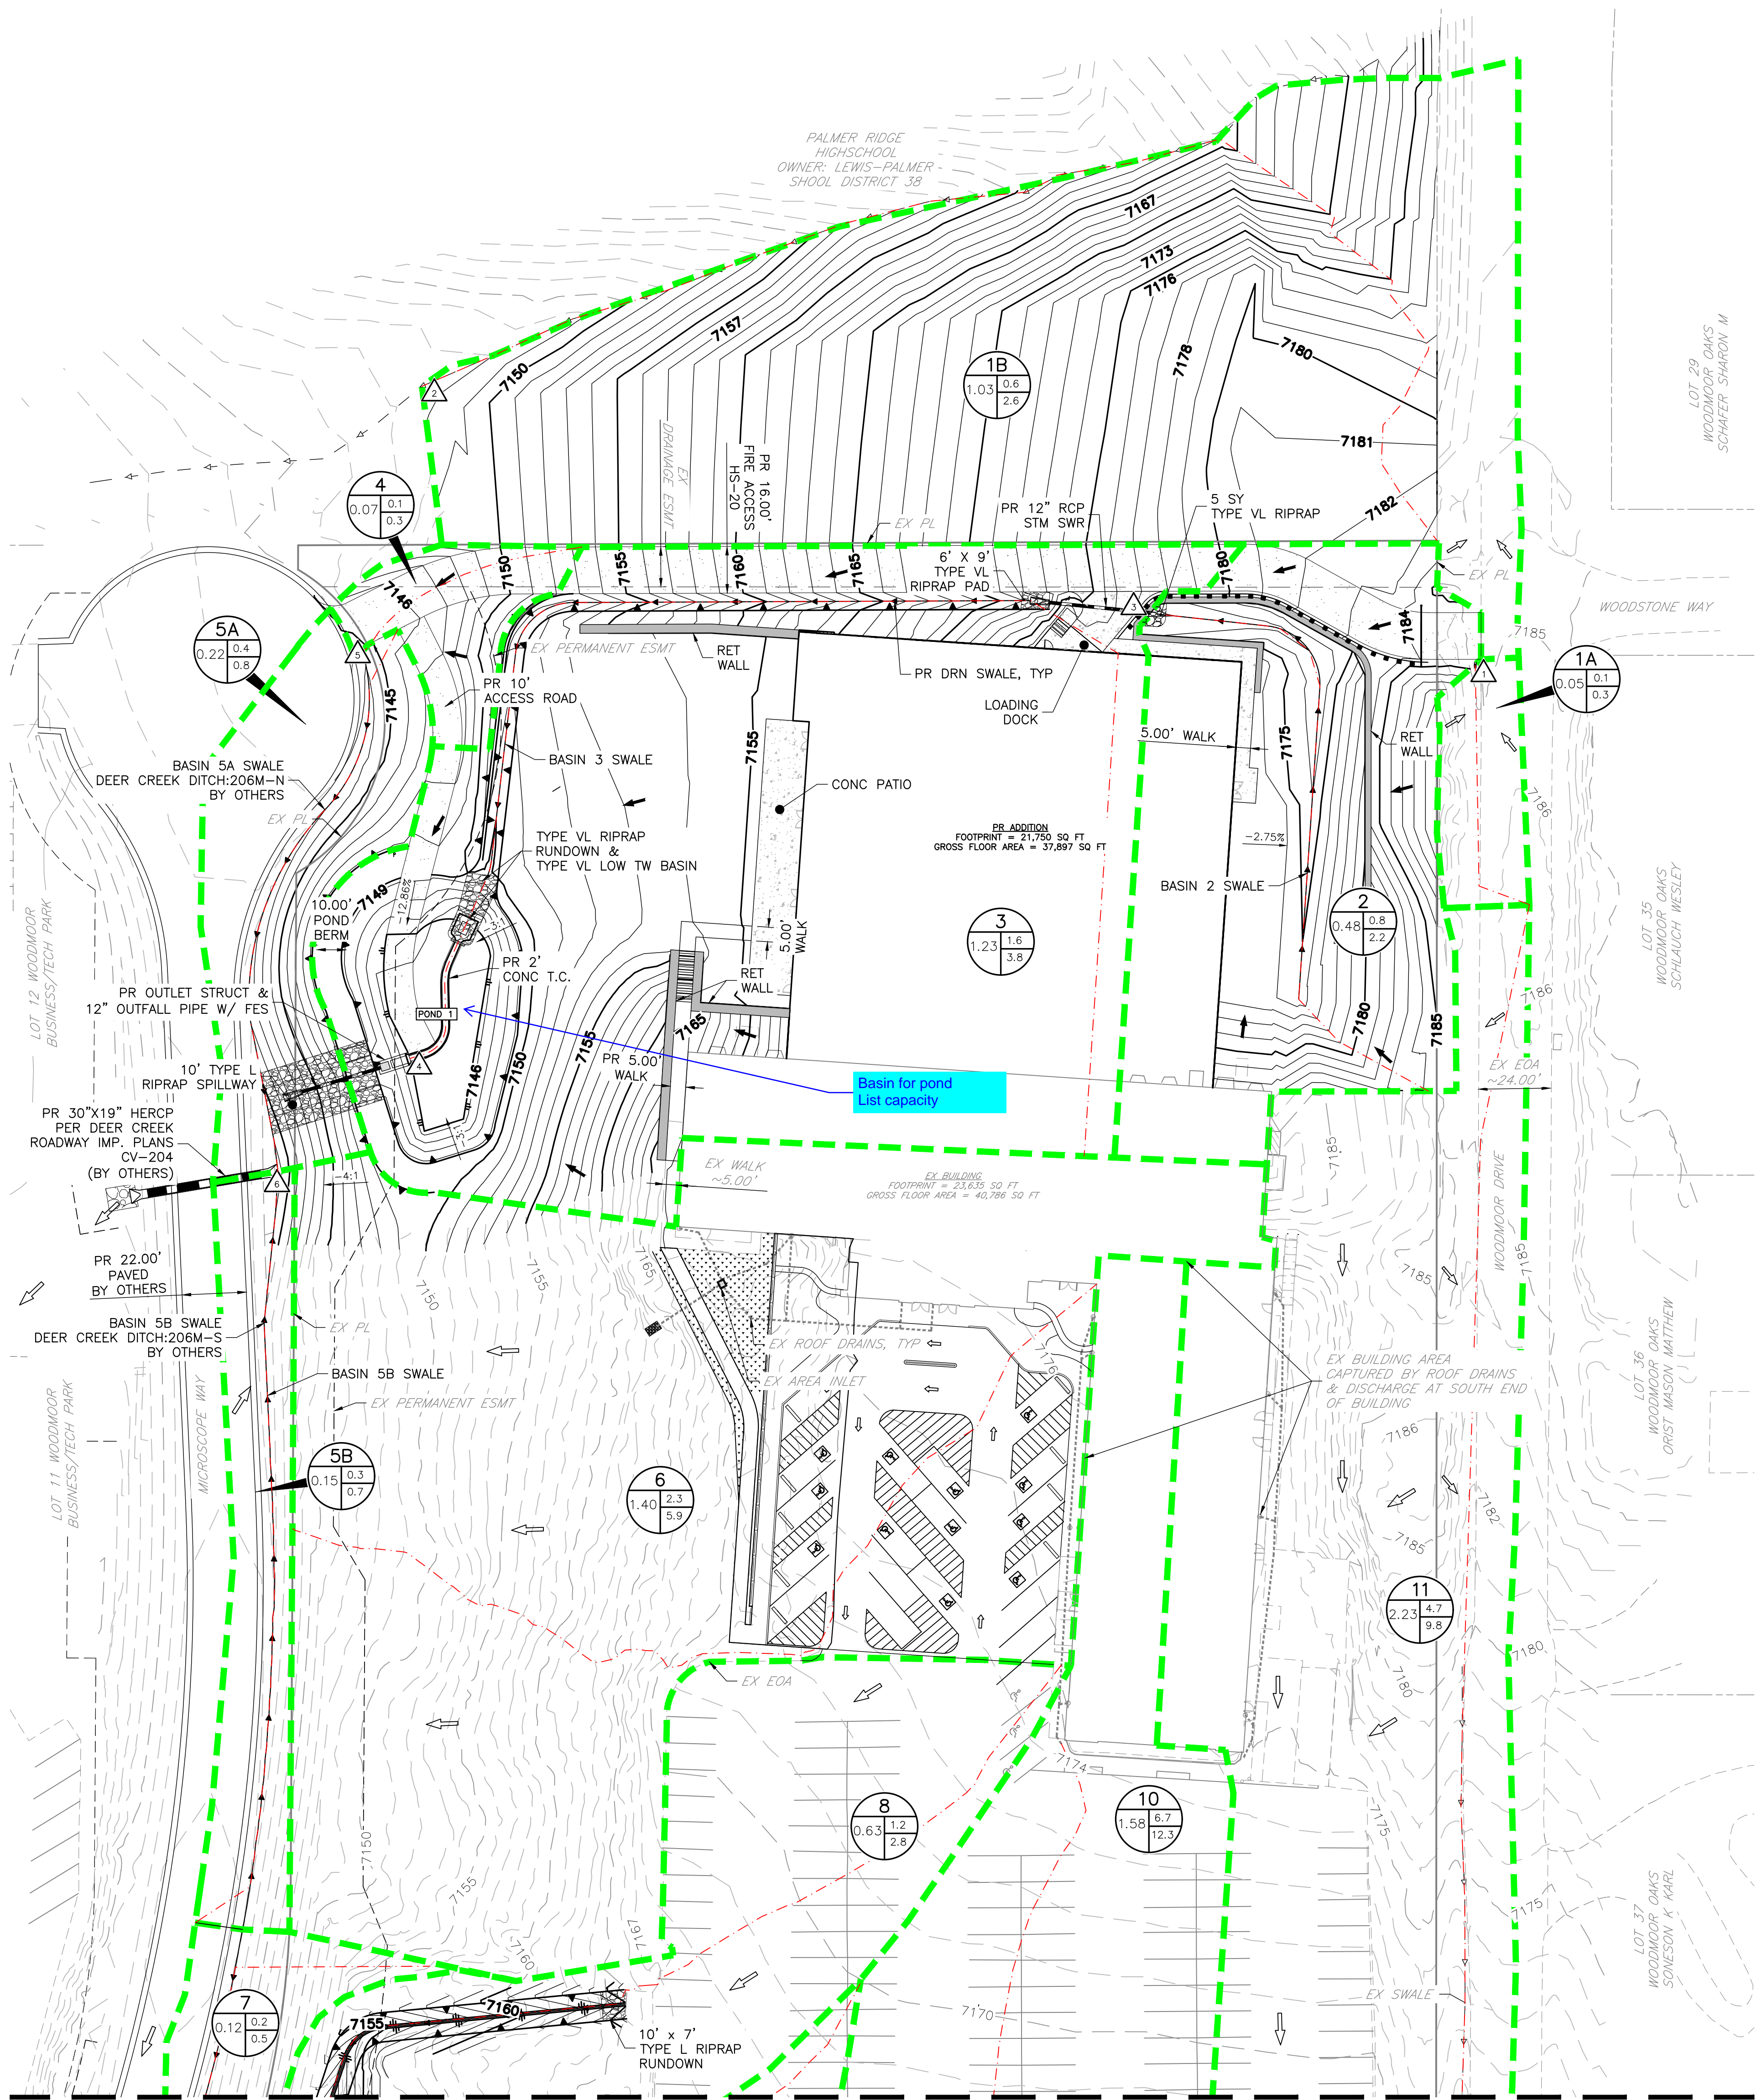 PALMER RIDGE
HIGHSCHOOL
OWNER: LEWIS-PALMER
SHOOL DISTRICT 38
7167
7173
7176
7157
7150
7178
7180
7181
7182
1B
1.03
0.6
2.6
2
LOT 29
WOODMOOR OAKS
SCHAFER SHARON M
4
0.07
0.1
0.3
EX
DRAINAGE ESMT
PR 16.00'
FIRE ACCESS
HS-20
EX PL
PR 12" RCP
STM SWR
5 SY
TYPE VL RIPRAP
6' X 9'
TYPE VL
RIPRAP PAD
7146
7150
7155
7160
7165
7180
7184
EX PL
WOODSTONE WAY
7185
3
5
1
5A
0.22
0.4
0.8
1A
0.05
0.1
0.3
EX PERMANENT ESMT
RET
WALL
PR DRN SWALE, TYP
PR 10'
ACCESS ROAD
LOADING
DOCK
7145
7155
5.00' WALK
7175
RET
WALL
BASIN 3 SWALE
BASIN 5A SWALE
DEER CREEK DITCH:206M-N
BY OTHERS
CONC PATIO
EX PL
7186
PR ADDITION
FOOTPRINT = 21,750 SQ FT
GROSS FLOOR AREA = 37,897 SQ FT
-2.75%
TYPE VL RIPRAP
RUNDOWN &
TYPE VL LOW TW BASIN
BASIN 2 SWALE
7149
-12.86%
10.00'
POND
BERM
-3:1
2
0.48
0.8
2.2
3
1.23
1.6
3.8
5.00'
WALK
LOT 12 WOODMOOR
BUSINESS/TECH PARK
LOT 35
WOODMOOR OAKS
SCHLAUCH WESLEY
PR 2'
CONC T.C.
RET
WALL
PR OUTLET STRUCT &
12" OUTFALL PIPE W/ FES
POND 1
7186
7165
7180
7185
7155
7150
7146
4
10' TYPE L
RIPRAP SPILLWAY
PR 5.00'
WALK
Basin for pond
List capacity
EX EOA
~24.00'
PR 30"X19" HERCP
PER DEER CREEK
ROADWAY IMP. PLANS
CV-204
(BY OTHERS)
-3:1
-4:1
6
EX WALK
~5.00'
EX BUILDING
FOOTPRINT = 23,635 SQ FT
GROSS FLOOR AREA = 40,786 SQ FT
7185
WOODMOOR DRIVE
7185
PR 22.00'
PAVED
BY OTHERS
7150
7155
7165
7185
BASIN 5B SWALE
DEER CREEK DITCH:206M-S
BY OTHERS
EX PL
EX ROOF DRAINS, TYP
EX AREA INLET
7176
EX BUILDING AREA
CAPTURED BY ROOF DRAINS
& DISCHARGE AT SOUTH END
OF BUILDING
LOT 36
WOODMOOR OAKS
ORIST MASON MATTHEW
BASIN 5B SWALE
EX PERMANENT ESMT
MICROSCOPE WAY
LOT 11 WOODMOOR
BUSINESS/TECH PARK
7186
5B
0.15
0.3
0.7
6
1.40
2.3
5.9
7182
7185
11
2.23
4.7
9.8
7180
7180
EX EOA
7174
8
0.63
1.2
2.8
10
1.58
6.7
12.3
7175
7150
7155
7175
7167
7160
LOT 37
WOODMOOR OAKS
SONESON K KARL
7
0.12
0.2
0.5
7160
7155
7170
EX SWALE
10' x 7'
TYPE L RIPRAP
RUNDOWN